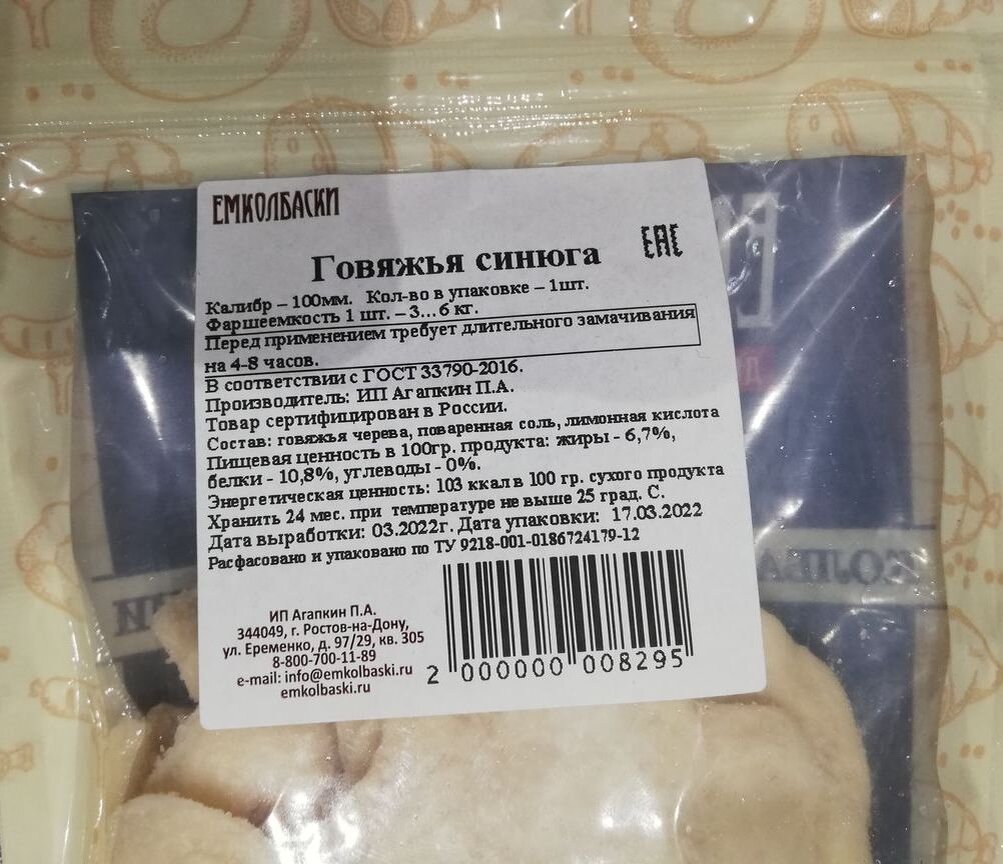 ЕМКОЛБАСКИ
ЕАС
Говяжья синюга
Калибр – 100мм. Кол-во в упаковке – 1шт.
Фаршеемкость 1 шт. – 3...6 кг.
Перед применением требует длительного замачивания
на 4-8 часов.
В соответствии с ГОСТ 33790-2016.
Производитель: ИП Агапкин П.А.
Товар сертифицирован в России.
Состав: говяжья черева, поваренная соль, лимонная кислота
Пищевая ценность в 100гр. продукта: жиры - 6,7%,
белки - 10,8%, углеводы - 0%.
Энергетическая ценность: 103 ккал в 100 гр. сухого продукта
Хранить 24 мес. при температуре не выше 25 град. С.
Дата выработки: 03.2022г. Дата упаковки: 17.03.2022
Расфасовано и упаковано по ТУ 9218-001-0186724179-12
ИП Агапкин П.А.
344049, г. Ростов-на-Дону,
ул. Еременко, д. 97/29, кв. 305
8-800-700-11-89
e-mail: info@emkolbaski.ru
emkolbaski.ru
2 000000 008295